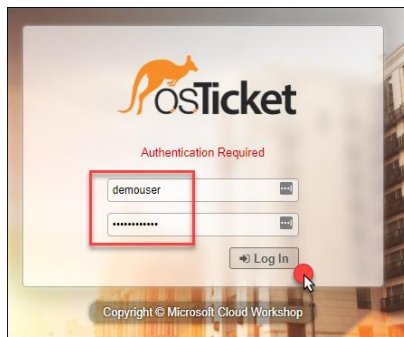 osTicket
Authentication Required
demouser
••••••••••••
Log In
Copyright © Microsoft Cloud Workshop